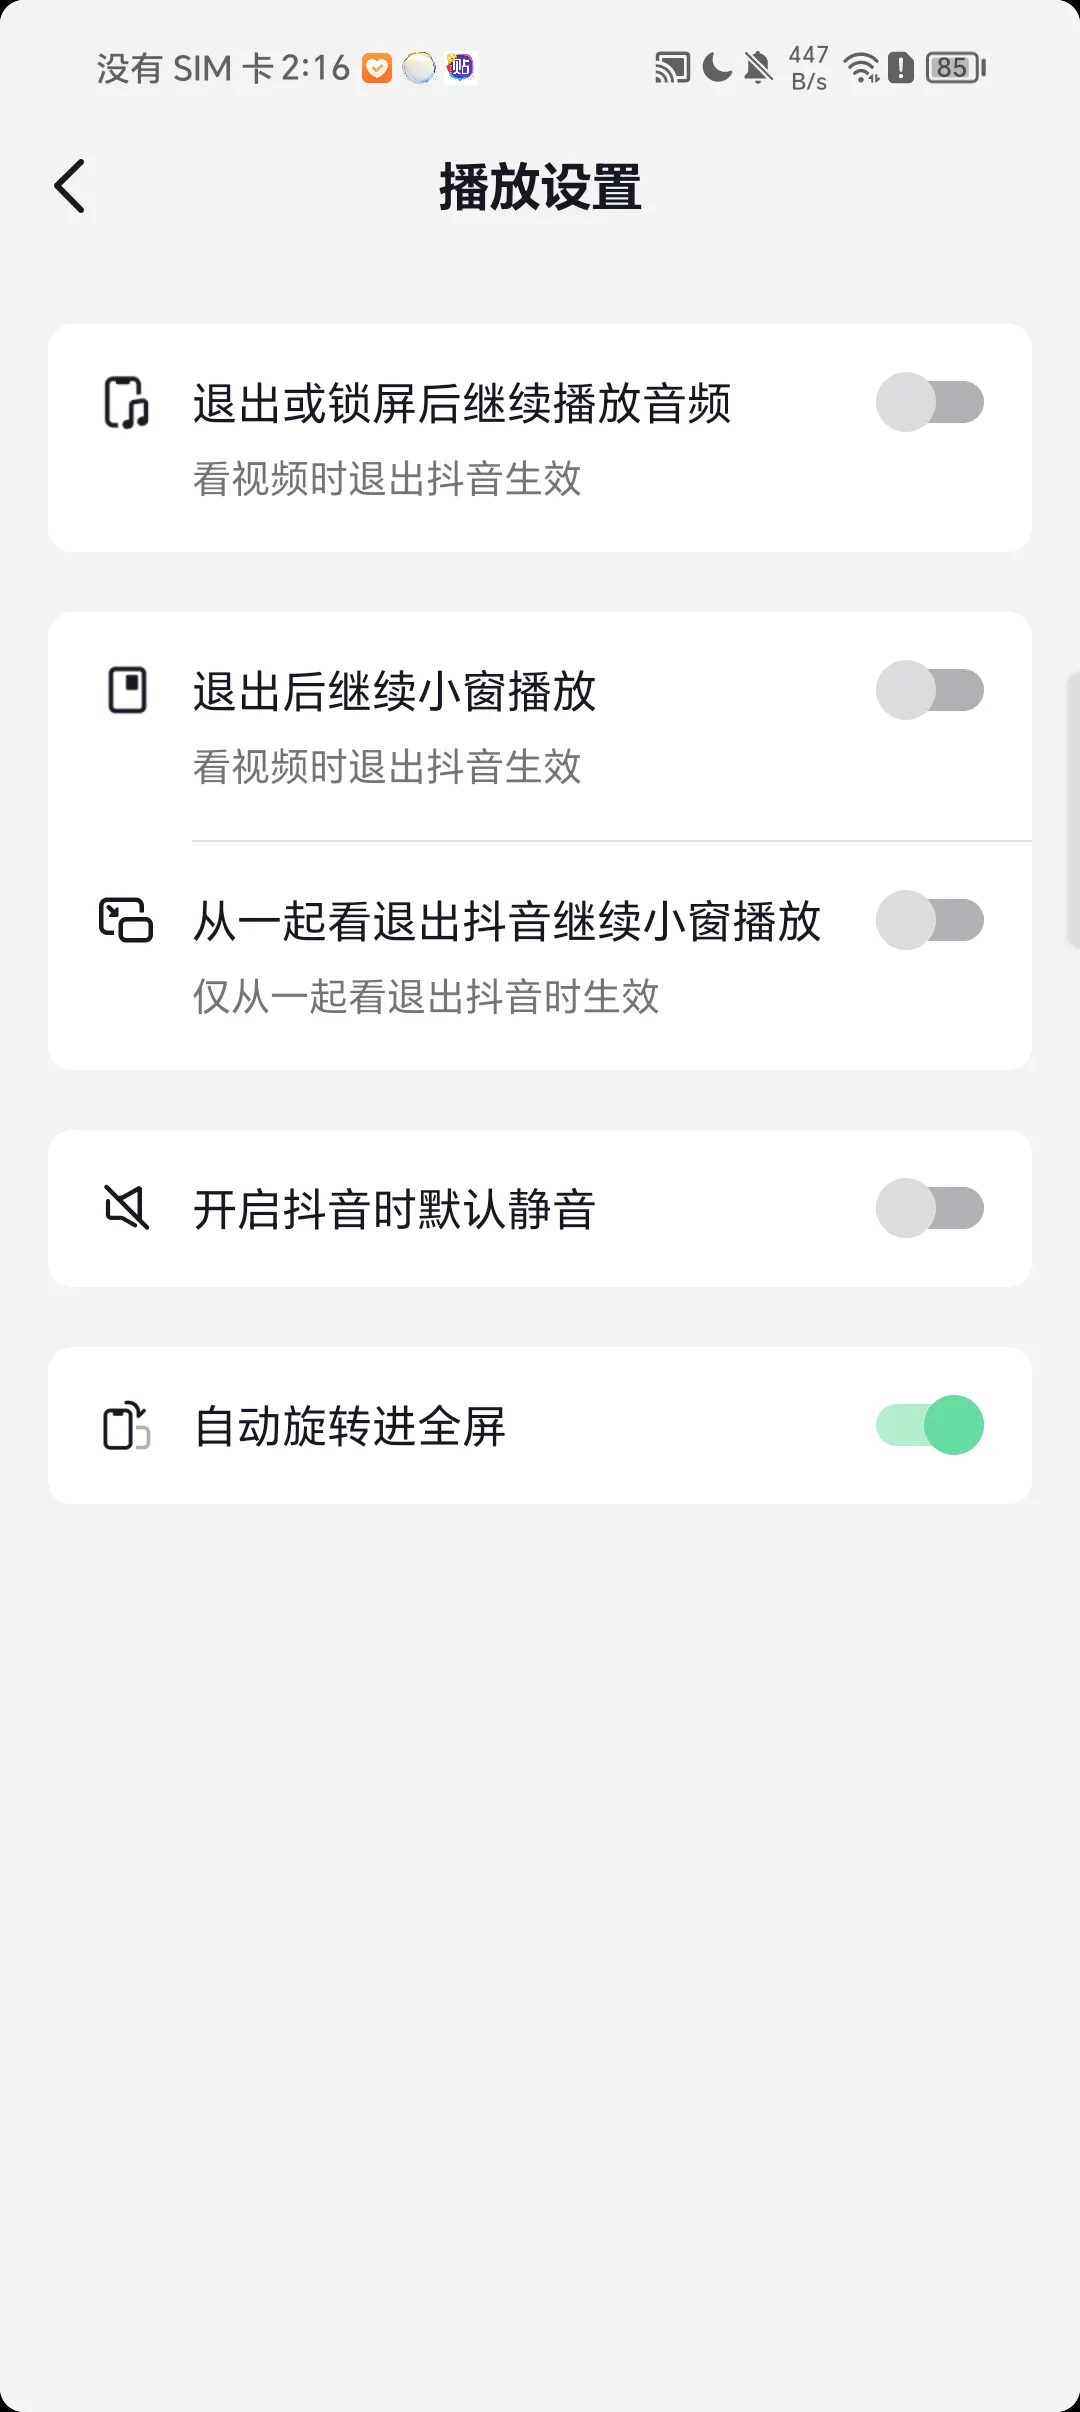 没有 SIM 卡 2:16 贴 447 B/s 85
播放设置
退出或锁屏后继续播放音频
看视频时退出抖音生效
退出后继续小窗播放
看视频时退出抖音生效
从一起看退出抖音继续小窗播放
仅从一起看退出抖音时生效
开启抖音时默认静音
自动旋转进全屏